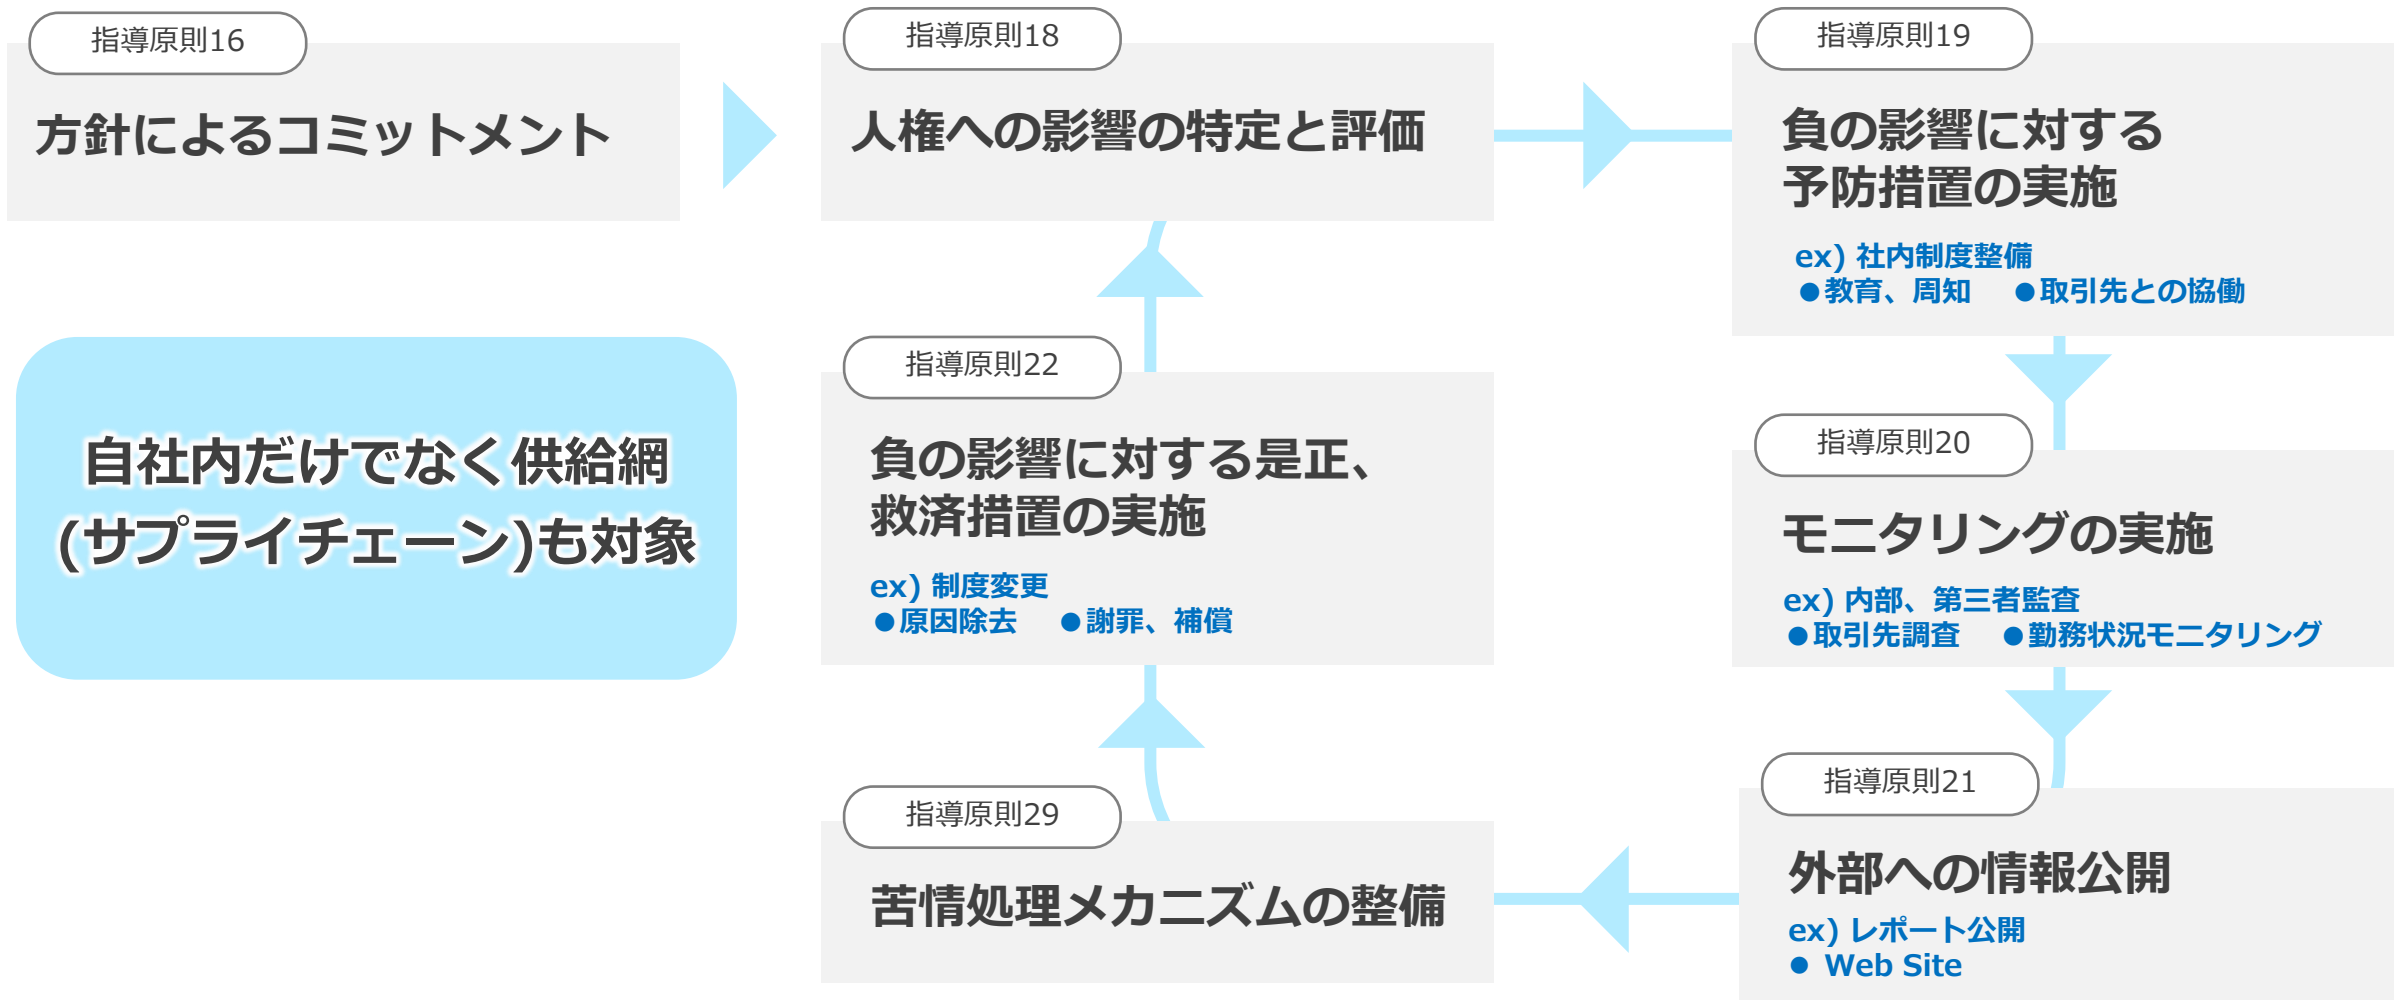 指導原則16
方針によるコミットメント
指導原則18
人権への影響の特定と評価
指導原則19
負の影響に対する
予防措置の実施
ex) 社内制度整備
●教育、周知 ●取引先との協働
自社内だけでなく供給網
(サプライチェーン)も対象
指導原則22
負の影響に対する是正、
救済措置の実施
ex) 制度変更
●原因除去 ●謝罪、補償
指導原則20
モニタリングの実施
ex) 内部、第三者監査
●取引先調査 ●勤務状況モニタリング
指導原則29
苦情処理メカニズムの整備
指導原則21
外部への情報公開
ex) レポート公開
● Web Site